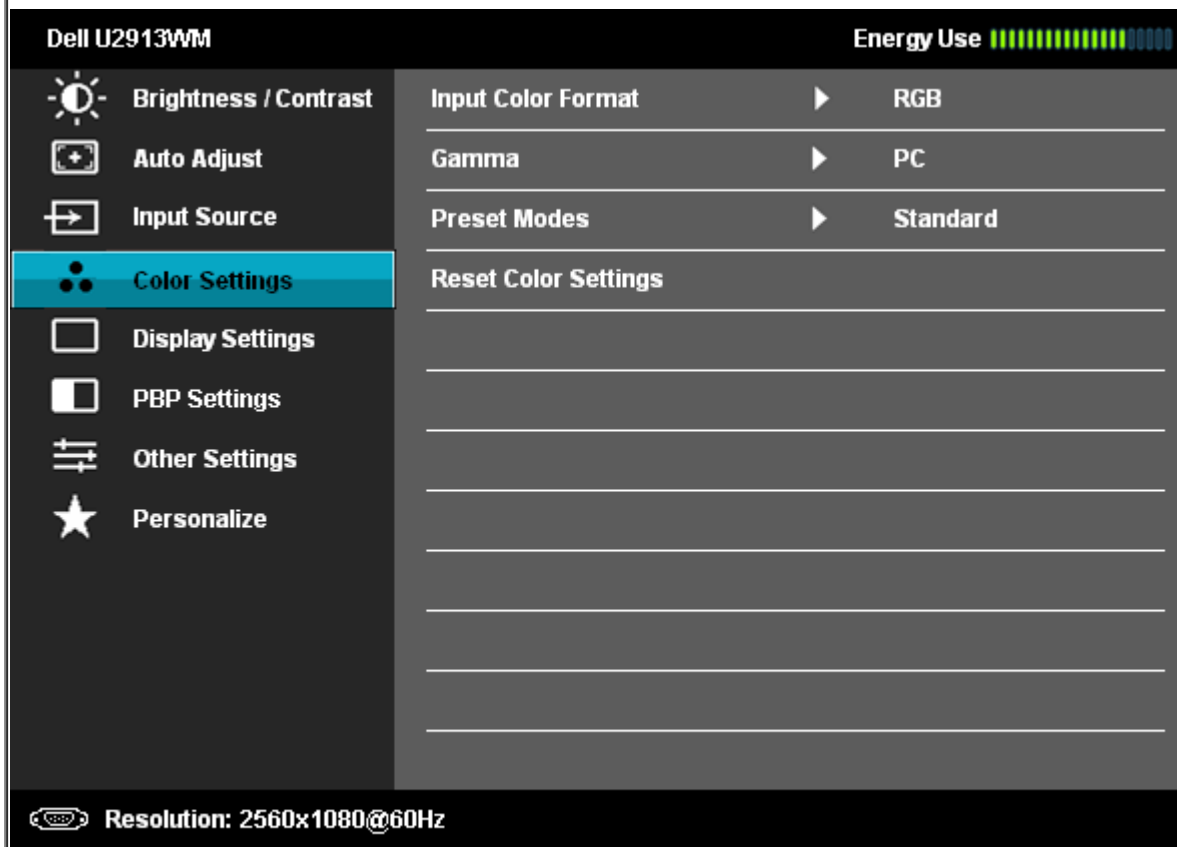 Dell U2913WM Energy Use
Brightness / Contrast Input Color Format RGB
Auto Adjust Gamma PC
Input Source Preset Modes Standard
Color Settings Reset Color Settings
Display Settings
PBP Settings
Other Settings
Personalize
Resolution: 2560x1080@60Hz